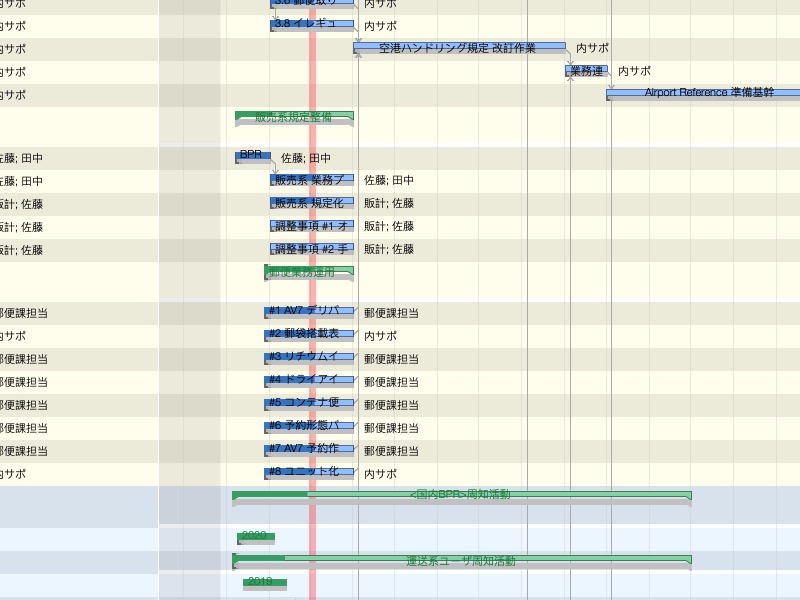 3.6 郵便取り 内サポ
内サポ 3.8 イレギュ 内サポ
内サポ 空港ハンドリング規定 改訂作業 内サポ
内サポ 業務連 内サポ
内サポ Airport Reference 準備基幹
販売系規定整備
佐藤; 田中 BPR 佐藤; 田中
佐藤; 田中 販売系 業務プ 佐藤; 田中
販計; 佐藤 販売系 規定化 販計; 佐藤
販計; 佐藤 調整事項 #1 オ 販計; 佐藤
販計; 佐藤 調整事項 #2 手 販計; 佐藤
郵便業務運用
郵便課担当 #1 AV7 デリバ 郵便課担当
内サポ #2 郵袋搭載表 内サポ
郵便課担当 #3 リチウムイ 郵便課担当
郵便課担当 #4 ドライアイ 郵便課担当
郵便課担当 #5 コンテナ便 郵便課担当
郵便課担当 #6 予約形態パ 郵便課担当
郵便課担当 #7 AV7 予約作 郵便課担当
内サポ #8 ユニット化 内サポ
<国内BPR>周知活動
2020
運送系ユーザ周知活動
2019